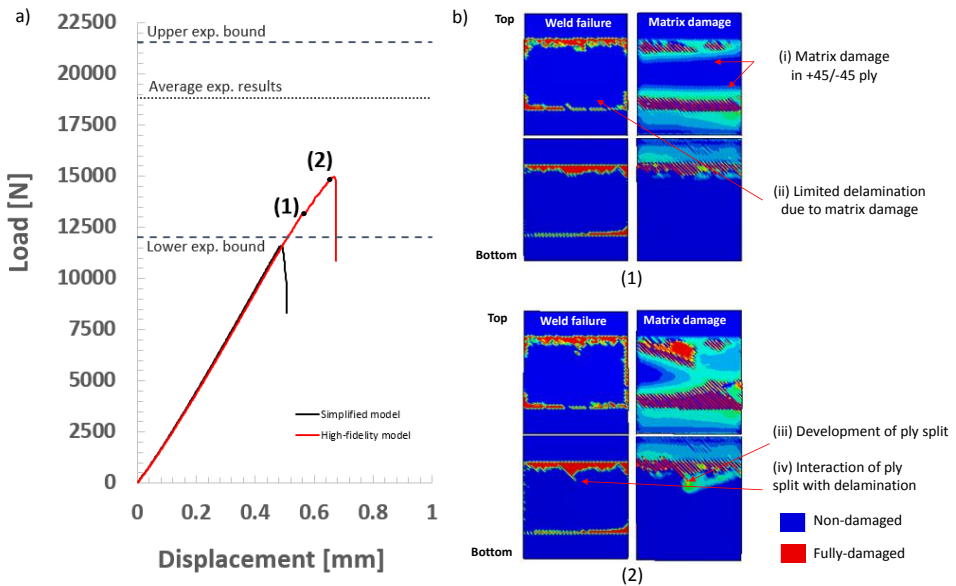 a)
22500
20000
17500
15000
12500
10000
7500
5000
2500
0
Load [N]
Upper exp. bound
Average exp. results
Lower exp. bound
(1)
(2)
Simplified model
High-fidelity model
0
0.2
0.4
0.6
0.8
1
Displacement [mm]
b)
Top
Weld failure
Matrix damage
(i) Matrix damage
in +45/-45 ply
(ii) Limited delamination
due to matrix damage
Bottom
(1)
Top
Weld failure
Matrix damage
(iii) Development of ply split
(iv) Interaction of ply
split with delamination
Non-damaged
Fully-damaged
Bottom
(2)